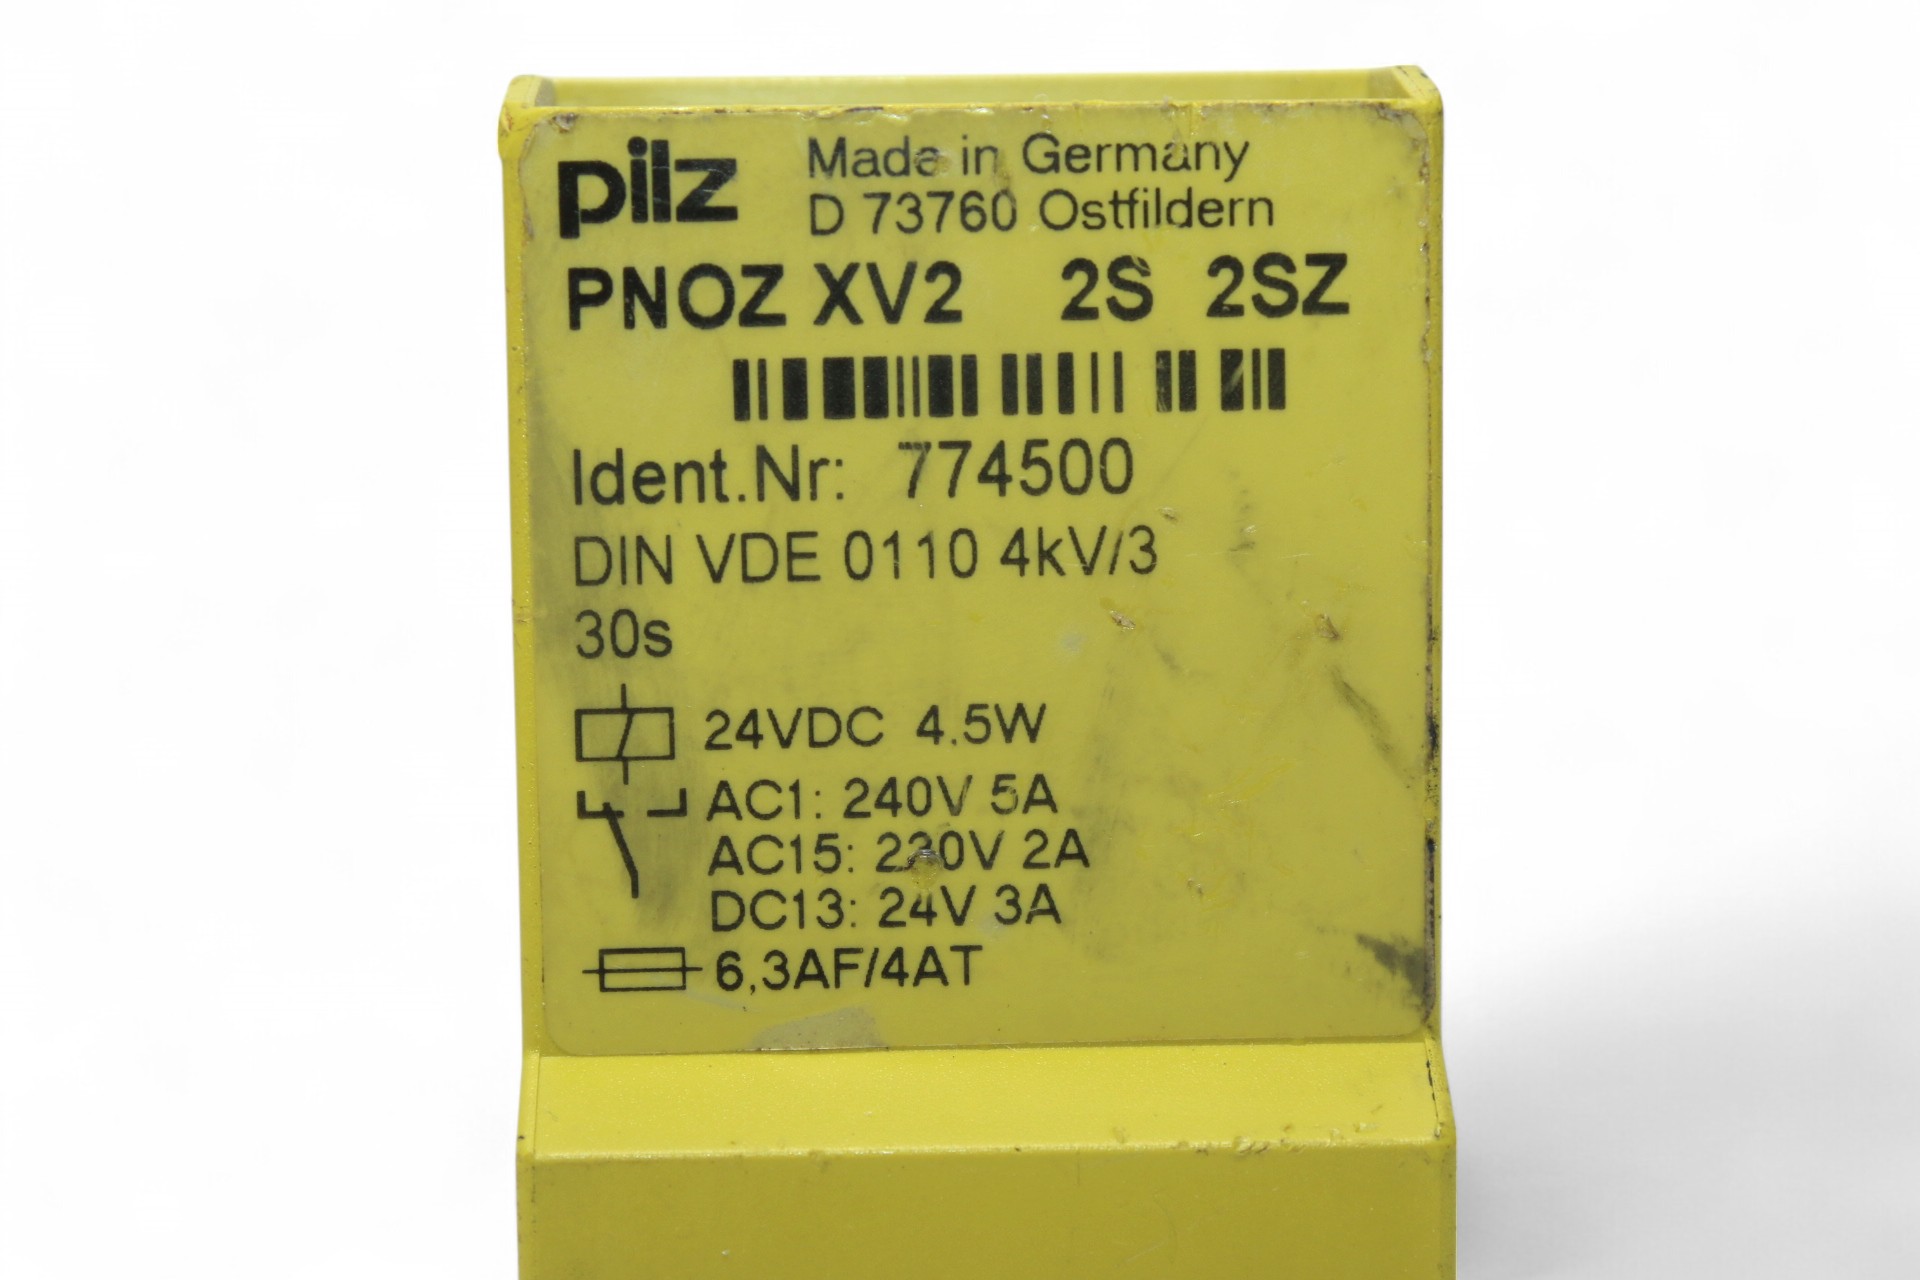 pilz
Made in Germany
D 73760 Ostfildern
PNOZ XV2 2S 2SZ
Ident.Nr: 774500
DIN VDE 0110 4kV/3
30s
24VDC 4.5W
AC1: 240V 5A
AC15: 230V 2A
DC13: 24V 3A
6,3AF/4AT